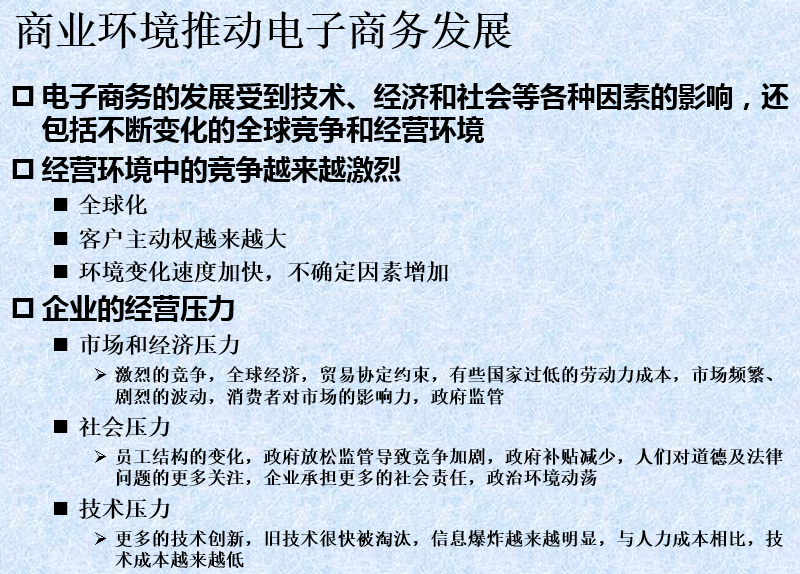 商业环境推动电子商务发展
电子商务的发展受到技术、经济和社会等各种因素的影响，还
包括不断变化的全球竞争和经营环境
经营环境中的竞争越来越激烈
全球化
客户主动权越来越大
环境变化速度加快，不确定因素增加
企业的经营压力
市场和经济压力
激烈的竞争，全球经济，贸易协定约束，有些国家过低的劳动力成本，市场频繁、
剧烈的波动，消费者对市场的影响力，政府监管
社会压力
员工结构的变化，政府放松监管导致竞争加剧，政府补贴减少，人们对道德及法律
问题的更多关注，企业承担更多的社会责任，政治环境动荡
技术压力
更多的技术创新，旧技术很快被淘汰，信息爆炸越来越明显，与人力成本相比，技
术成本越来越低